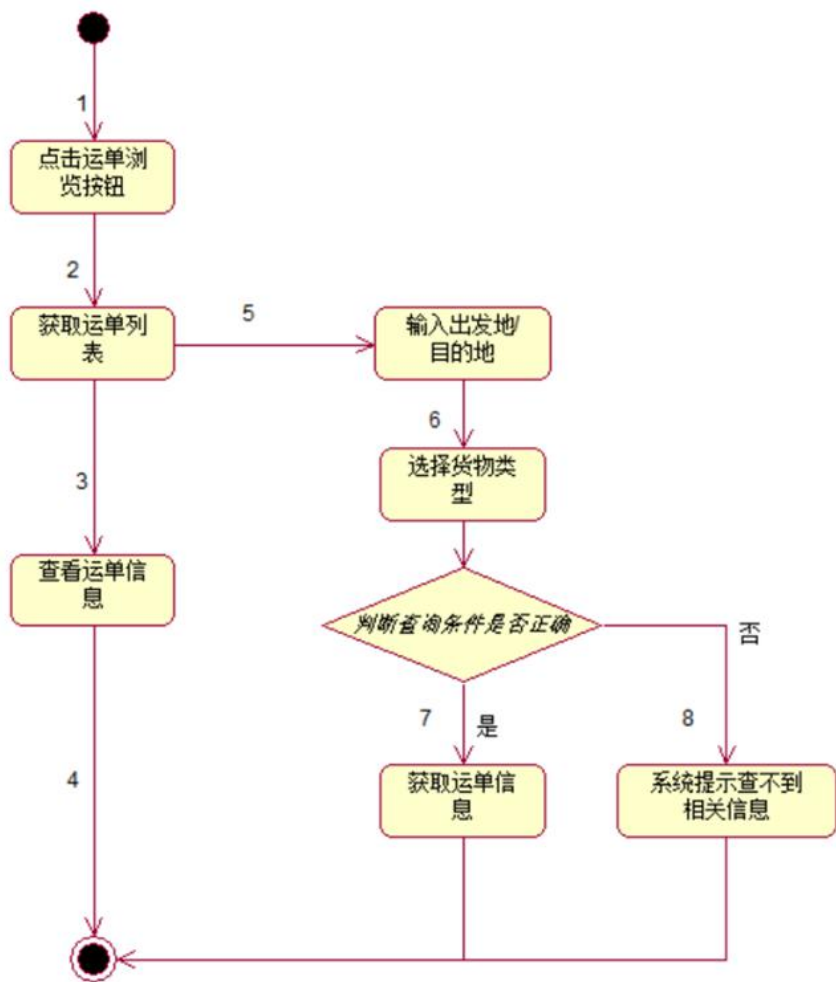 1
点击运单浏
览按钮
2
获取运单列
表
5
输入出发地/
目的地
6
选择货物类
型
3
查看运单信
息
判断查询条件是否正确
否
7
是
8
4
获取运单信
息
系统提示查不到
相关信息